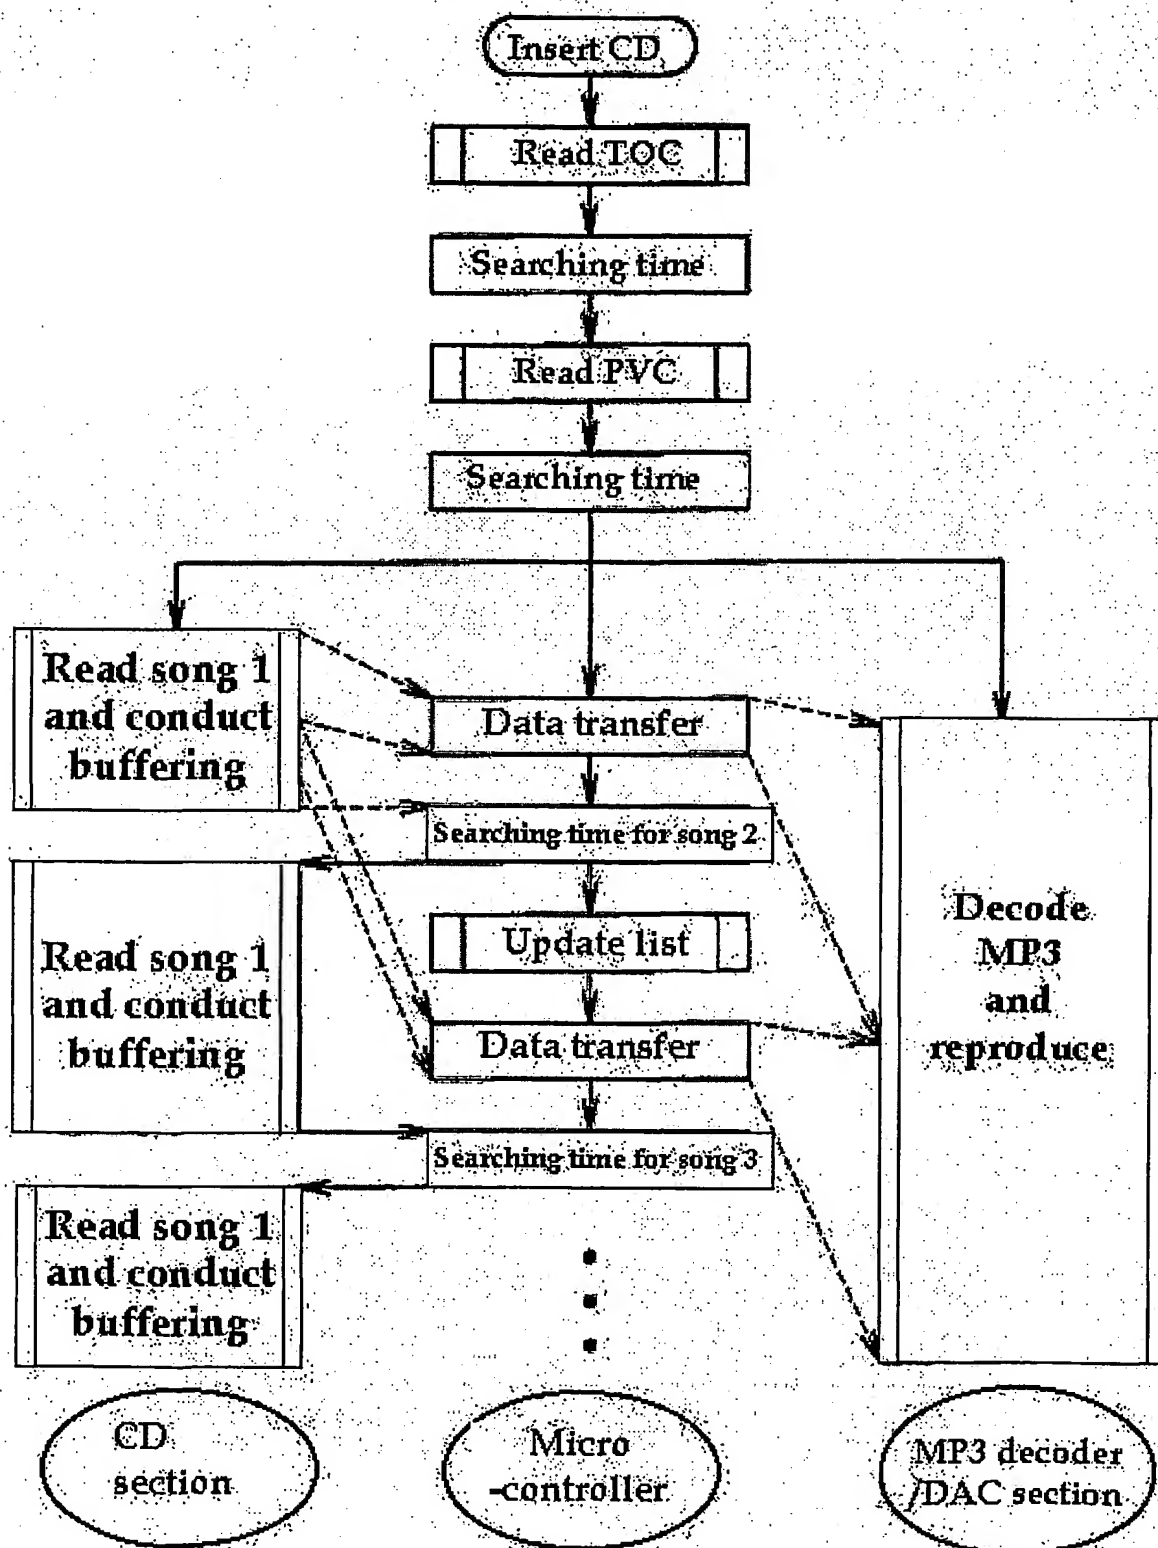 Insert CD
Read TOC
Searching time
Read PVC
Searching time
Read song 1
and conduct
buffering
Data transfer
Searching time for song 2
Read song 1
and conduct
buffering
Update list
Data transfer
Searching time for song 3
Read song 1
and conduct
buffering
Decode
MP3
and
reproduce
CD
section
Micro
-controller
MP3 decoder
/DAC section